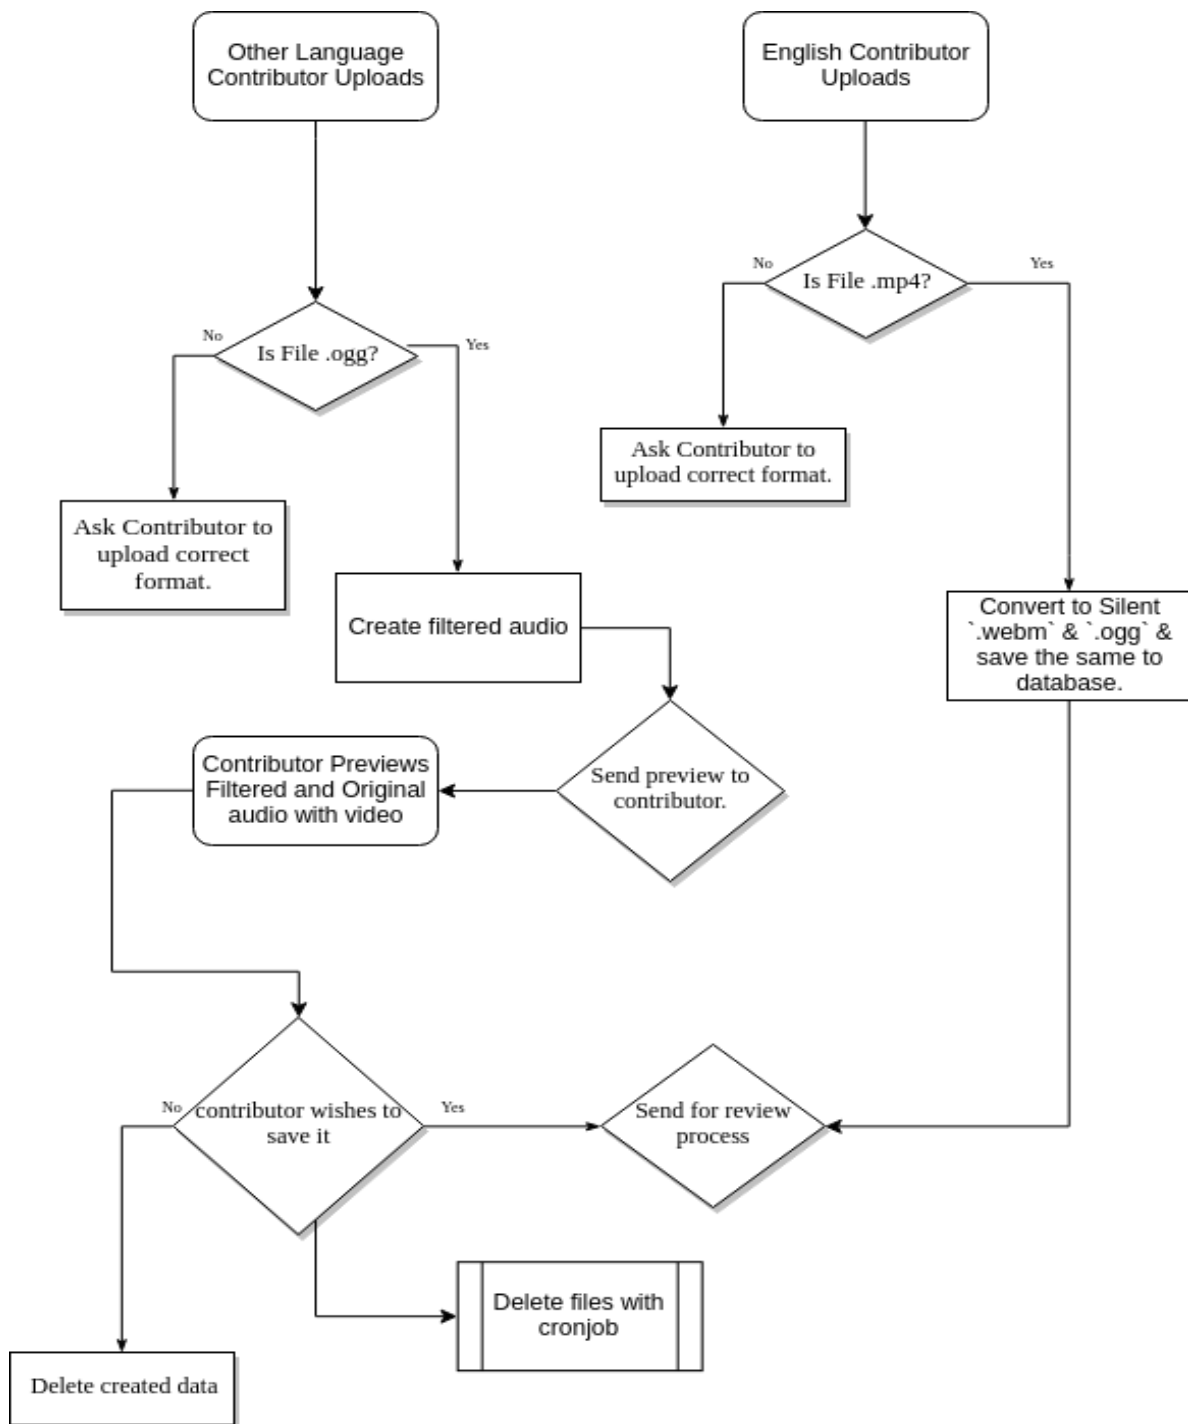 Other Language
Contributor Uploads
English Contributor
Uploads
No
Is File .mp4?
Yes
No
Is File .ogg?
Yes
Ask Contributor to
upload correct format.
Ask Contributor to
upload correct
format.
Create filtered audio
Convert to Silent
`.webm` & `.ogg` &
save the same to
database.
Contributor Previews
Filtered and Original
audio with video
Send preview to
contributor.
No
contributor wishes to
save it
Yes
Send for review
process
Delete files with
cronjob
Delete created data